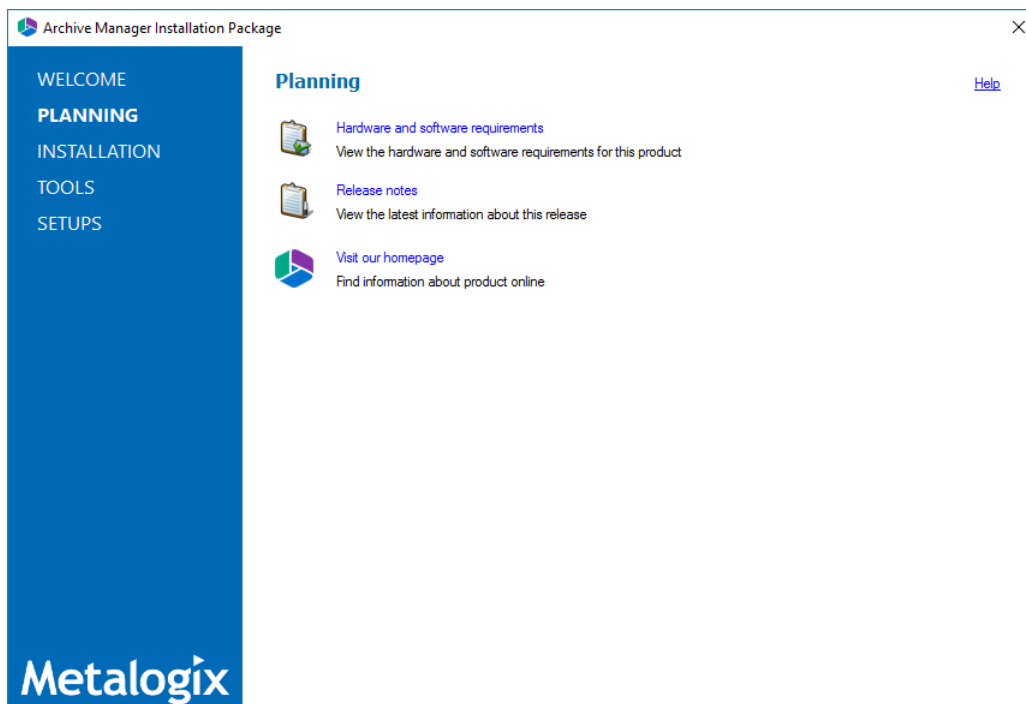 Archive Manager Installation Package
WELCOME
PLANNING
INSTALLATION
TOOLS
SETUPS
Planning
Help
Hardware and software requirements
View the hardware and software requirements for this product
Release notes
View the latest information about this release
Visit our homepage
Find information about product online
Metalogix